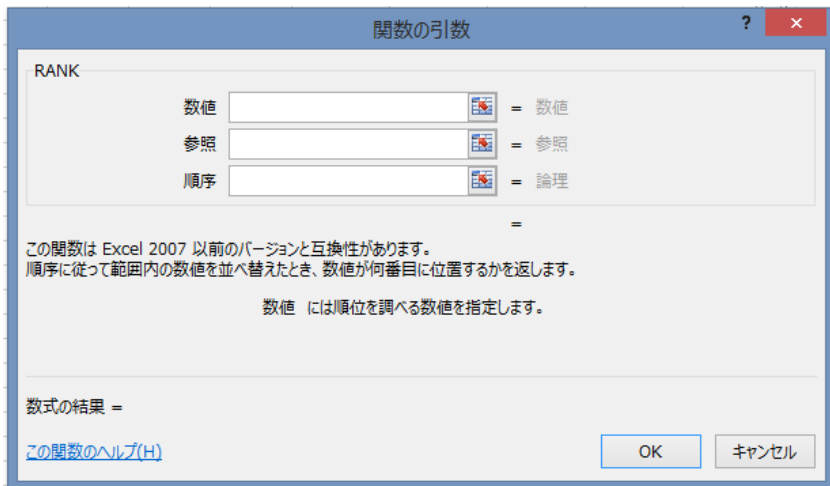 関数の引数
? ×
RANK
数値 = 数値
参照 = 参照
順序 = 論理
=
この関数は Excel 2007 以前のバージョンと互換性があります。
順序に従って範囲内の数値を並べ替えたとき、数値が何番目に位置するかを返します。
数値 には順位を調べる数値を指定します。
数式の結果 =
この関数のヘルプ(H)
OK キャンセル